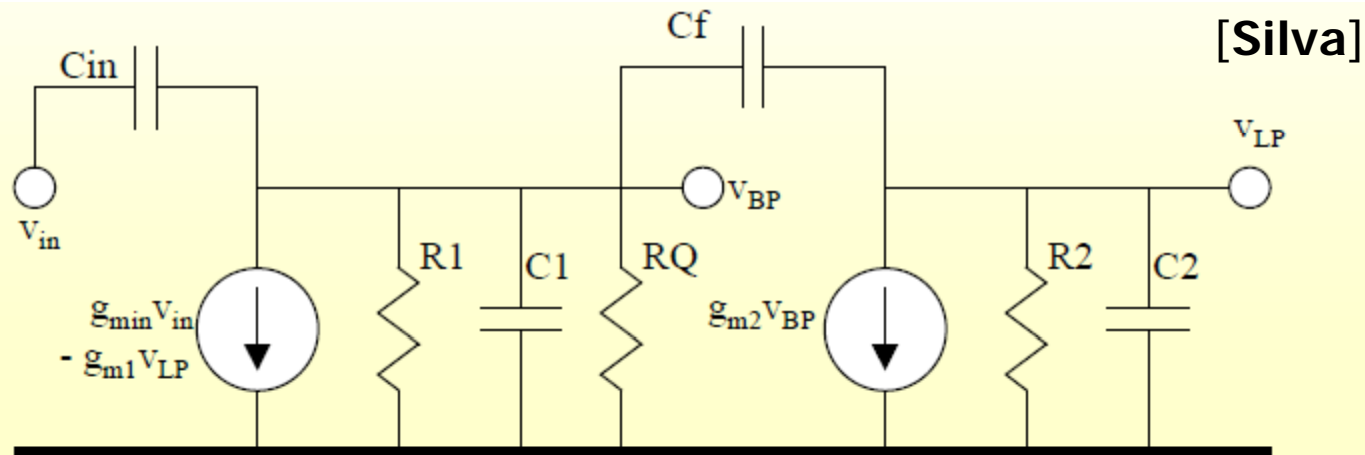 [Silva]
Cf
Cin
vLP
vBP
vin
R1
C1
RQ
R2
C2
gminvin
- gm1vLP
gm2vBP